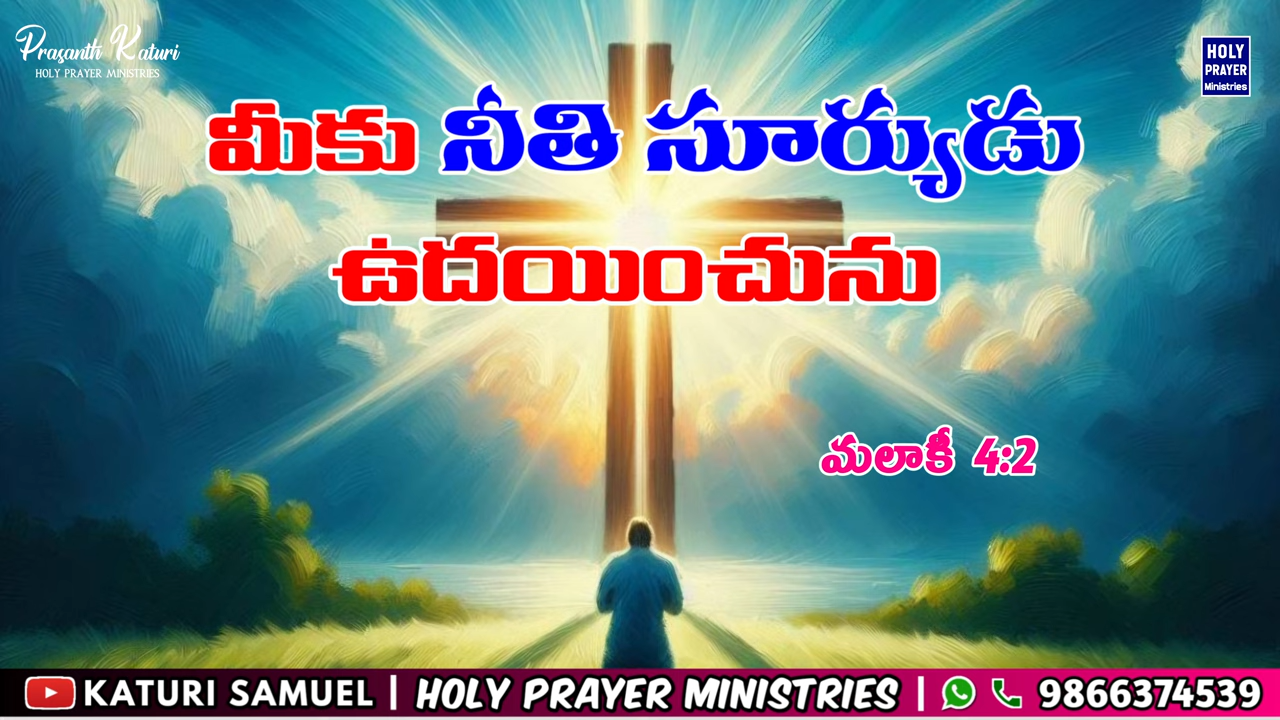 Prasanth Katuri
HOLY PRAYER MINISTRIES
HOLY
PRAYER
Ministries
మీకు నీతి సూర్యుడు
ఉదయించును
మలాకీ 4:2
KATURI SAMUEL | HOLY PRAYER MINISTRIES | 9866374539